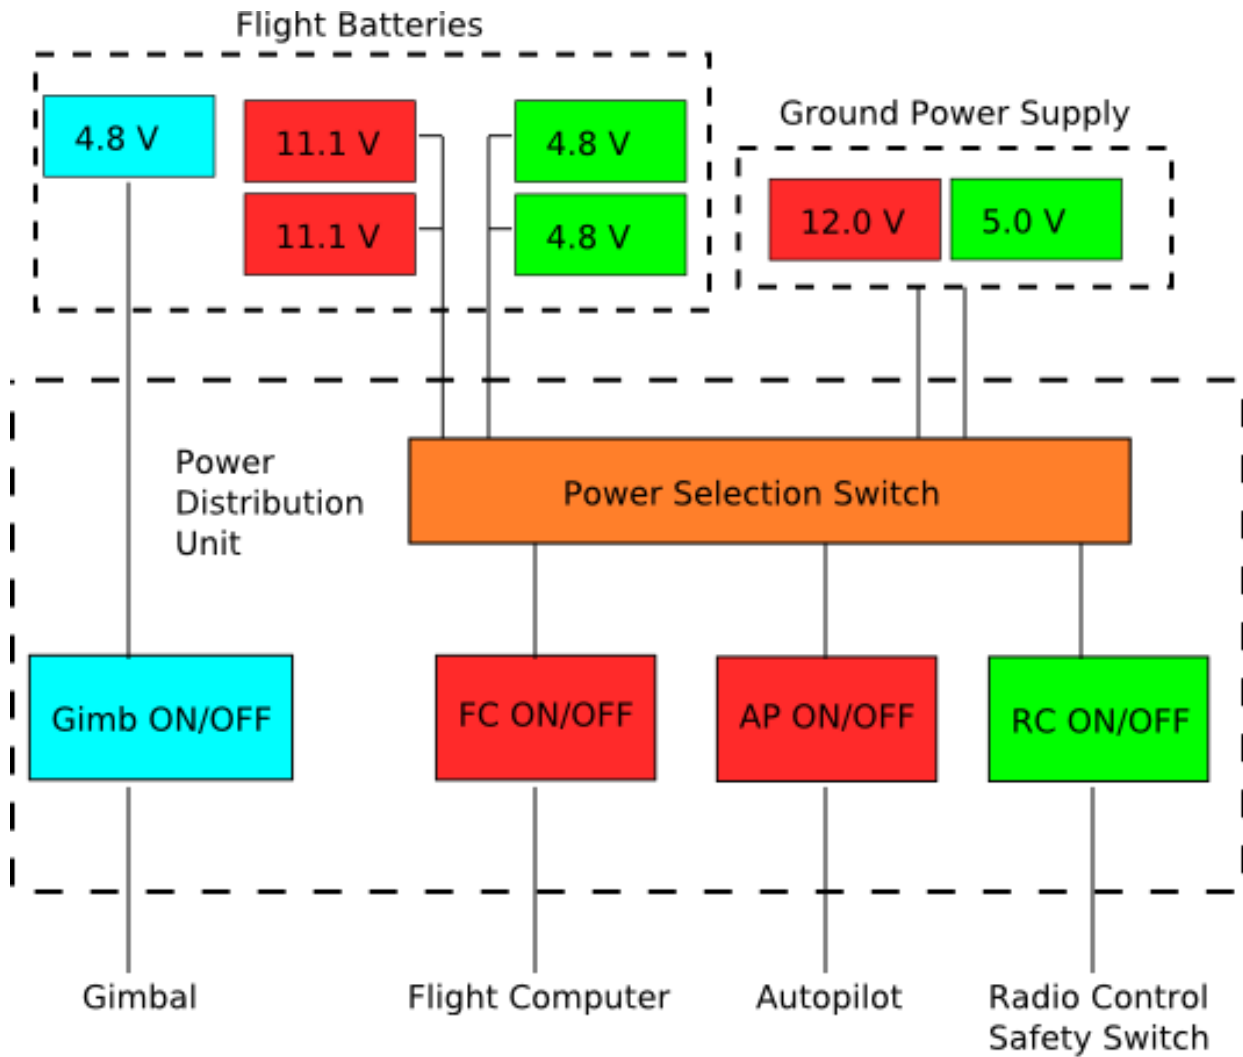 Flight Batteries
4.8 V
11.1 V
4.8 V
11.1 V
4.8 V
Ground Power Supply
12.0 V
5.0 V
Power
Distribution
Unit
Power Selection Switch
Gimb ON/OFF
FC ON/OFF
AP ON/OFF
RC ON/OFF
Gimbal
Flight Computer
Autopilot
Radio Control
Safety Switch